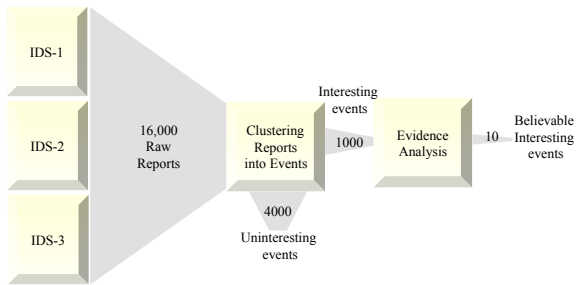 IDS-1
IDS-2
IDS-3
16,000
Raw
Reports
Clustering
Reports
into Events
Interesting
events
1000
4000
Uninteresting
events
Evidence
Analysis
10
Believable
Interesting
events